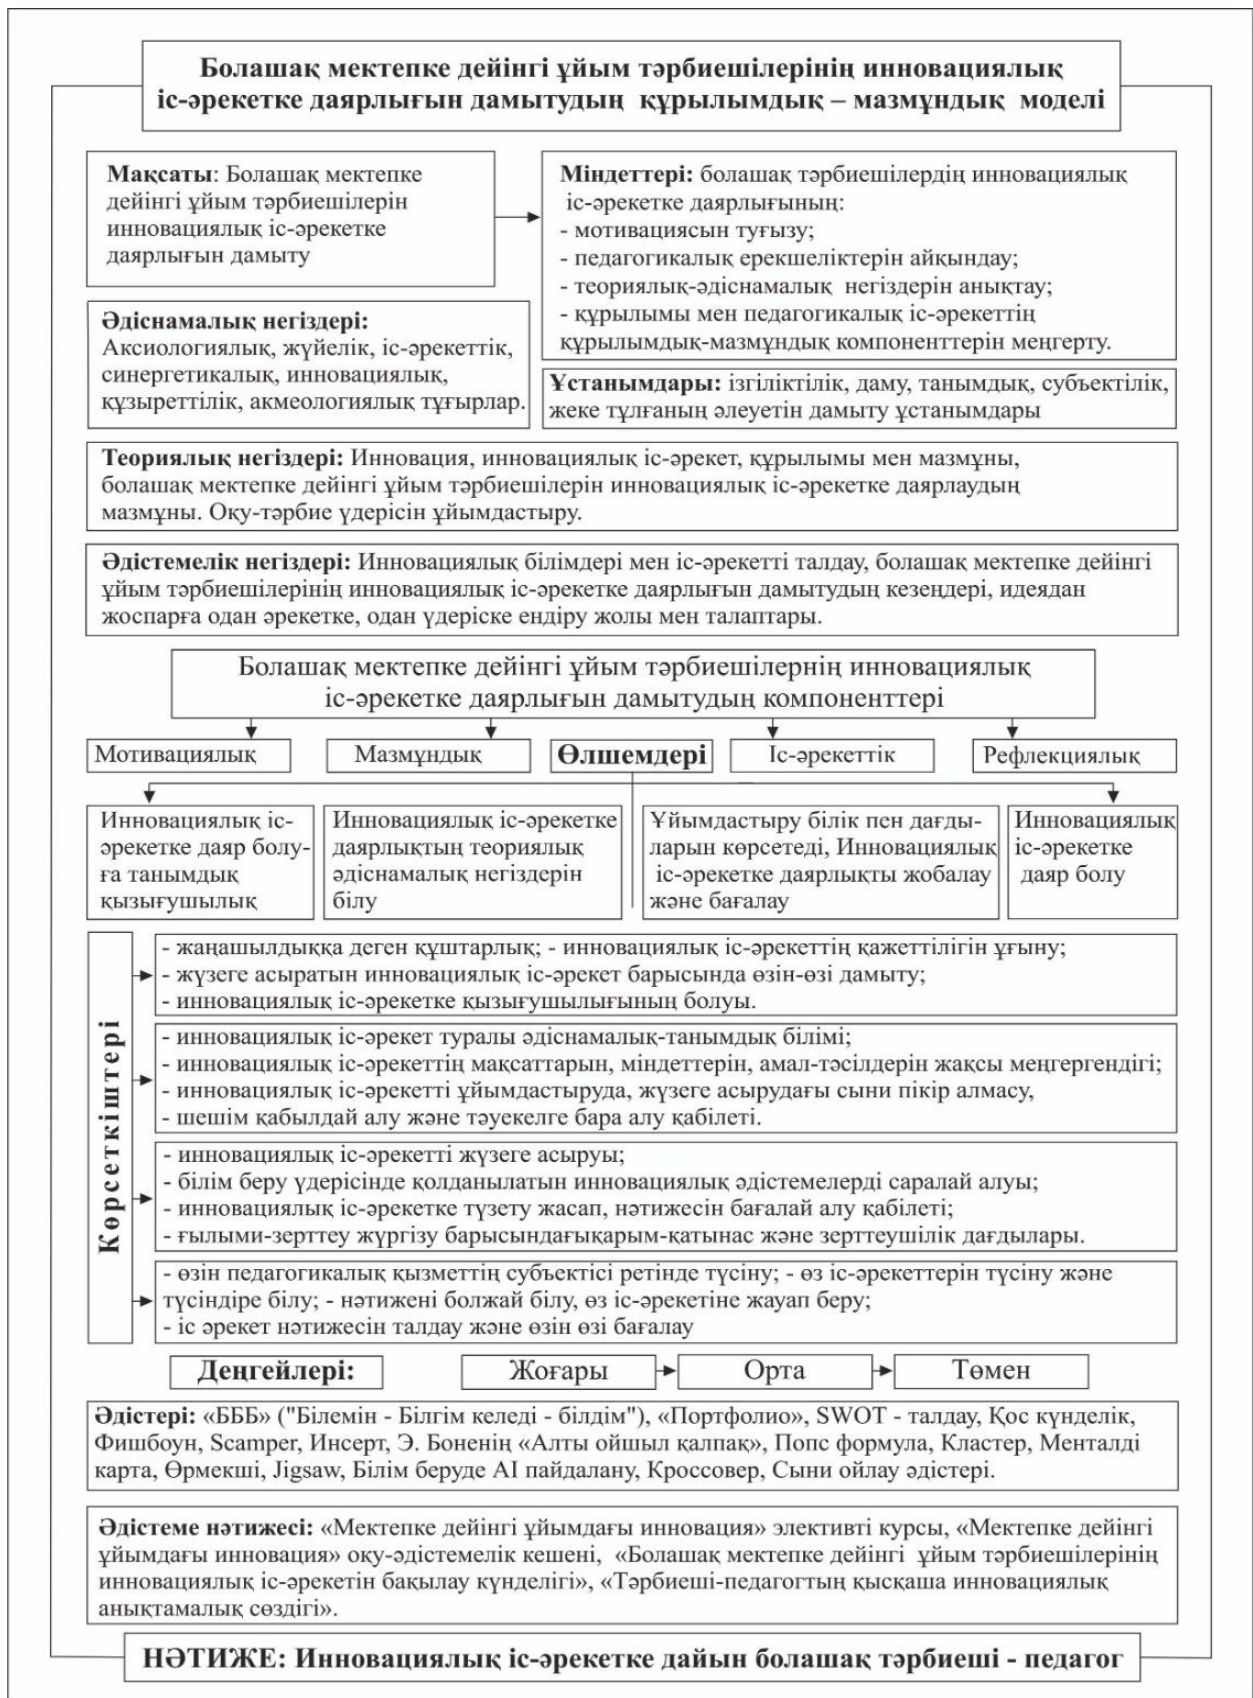 Болашақ мектепке дейінгі ұйым тәрбиешілерінің инновациялық
іс-әрекетке даярлығын дамытудың құрылымдық – мазмұндық моделі
Мақсаты: Болашақ мектепке
дейінгі ұйым тәрбиешілерін
инновациялық іс-әрекетке
даярлығын дамыту
Міндеттері: болашақ тәрбиешілердің инновациялық
іс-әрекетке даярлығының:
- мотивациясын туғызу;
- педагогикалық ерекшеліктерін айқындау;
- теориялық-әдіснамалық негіздерін анықтау;
- құрылымы мен педагогикалық іс-әрекеттің
құрылымдық-мазмұндық компоненттерін меңгерту.
Әдіснамалық негіздері:
Аксиологиялық, жүйелік, іс-әрекеттік,
синергетикалық, инновациялық,
құзыреттілік, акмеологиялық тұғырлар.
Ұстанымдары: ізгіліктілік, даму, танымдық, субъектілік,
жеке тұлғаның әлеуетін дамыту ұстанымдары
Теориялық негіздері: Инновация, инновациялық іс-әрекет, құрылымы мен мазмұны,
болашақ мектепке дейінгі ұйым тәрбиешілерін инновациялық іс-әрекетке даярлаудың
мазмұны. Оқу-тәрбие үдерісін ұйымдастыру.
Әдістемелік негіздері: Инновациялық білімдері мен іс-әрекетті талдау, болашақ мектепке дейінгі
ұйым тәрбиешілерінің инновациялық іс-әрекетке даярлығын дамытудың кезеңдері, идеядан
жоспарға одан әрекетке, одан үдеріске ендіру жолы мен талаптары.
Болашақ мектепке дейінгі ұйым тәрбиешілернің инновациялық
іс-әрекетке даярлығын дамытудың компоненттері
Мотивациялық
Мазмұндық
Өлшемдері
Іс-әрекеттік
Рефлекциялық
Инновациялық іс-
әрекетке даяр болу-
ға танымдық
қызығушылық
Инновациялық іс-әрекетке
даярлықтың теориялық
әдіснамалық негіздерін
білу
Ұйымдастыру білік пен дағды-
ларын көрсетеді, Инновациялық
іс-әрекетке даярлықты жобалау
және бағалау
Инновациялық
іс-әрекетке
даяр болу
Көрсеткіштері
- жаңашылдыққа деген құштарлық; - инновациялық іс-әрекеттің қажеттілігін ұғыну;
- жүзеге асыратын инновациялық іс-әрекет барысында өзін-өзі дамыту;
- инновациялық іс-әрекетке қызығушылығының болуы.
- инновациялық іс-әрекет туралы әдіснамалық-танымдық білімі;
- инновациялық іс-әрекеттің мақсаттарын, міндеттерін, амал-тәсілдерін жақсы меңгергендігі;
- инновациялық іс-әрекетті ұйымдастыруда, жүзеге асырудағы сыни пікір алмасу,
- шешім қабылдай алу және тәуекелге бара алу қабілеті.
- инновациялық іс-әрекетті жүзеге асыруы;
- білім беру үдерісінде қолданылатын инновациялық әдістемелерді саралай алуы;
- инновациялық іс-әрекетке түзету жасап, нәтижесін бағалай алу қабілеті;
- ғылыми-зерттеу жүргізу барысындағықарым-қатынас және зерттеушілік дағдылары.
- өзін педагогикалық қызметтің субъектісі ретінде түсіну; - өз іс-әрекеттерін түсіну және
түсіндіре білу; - нәтижені болжай білу, өз іс-әрекетіне жауап беру;
- іс әрекет нәтижесін талдау және өзін өзі бағалау
Деңгейлері:
Жоғары
Орта
Төмен
Әдістері: «БББ» ("Білемін - Білгім келеді - білдім"), «Портфолио», SWOT - талдау, Қос күнделік,
Фишбоун, Scamper, Инсерт, Э. Боненің «Алты ойшыл қалпақ», Попс формула, Кластер, Менталді
карта, Өрмекші, Jigsaw, Білім беруде AI пайдалану, Кроссовер, Сыни ойлау әдістері.
Әдістеме нәтижесі: «Мектепке дейінгі ұйымдағы инновация» элективті курсы, «Мектепке дейінгі
ұйымдағы инновация» оқу-әдістемелік кешені, «Болашақ мектепке дейінгі ұйым тәрбиешілерінің
инновациялық іс-әрекетін бақылау күнделігі», «Тәрбиеші-педагогтың қысқаша инновациялық
анықтамалық сөздігі».
НӘТИЖЕ: Инновациялық іс-әрекетке дайын болашақ тәрбиеші - педагог